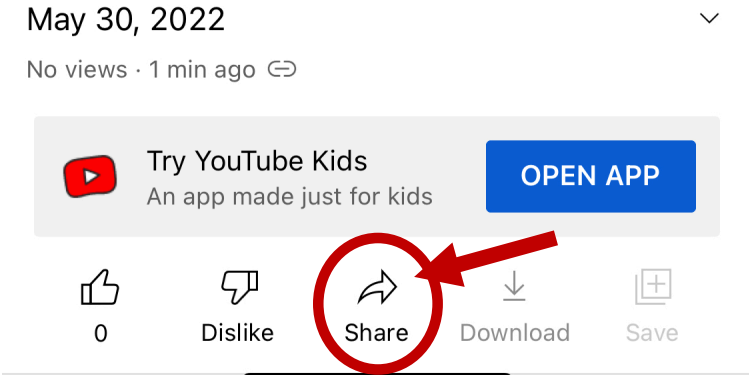 May 30, 2022
No views · 1 min ago
Try YouTube Kids
An app made just for kids
OPEN APP
0
Dislike
Share
Download
Save